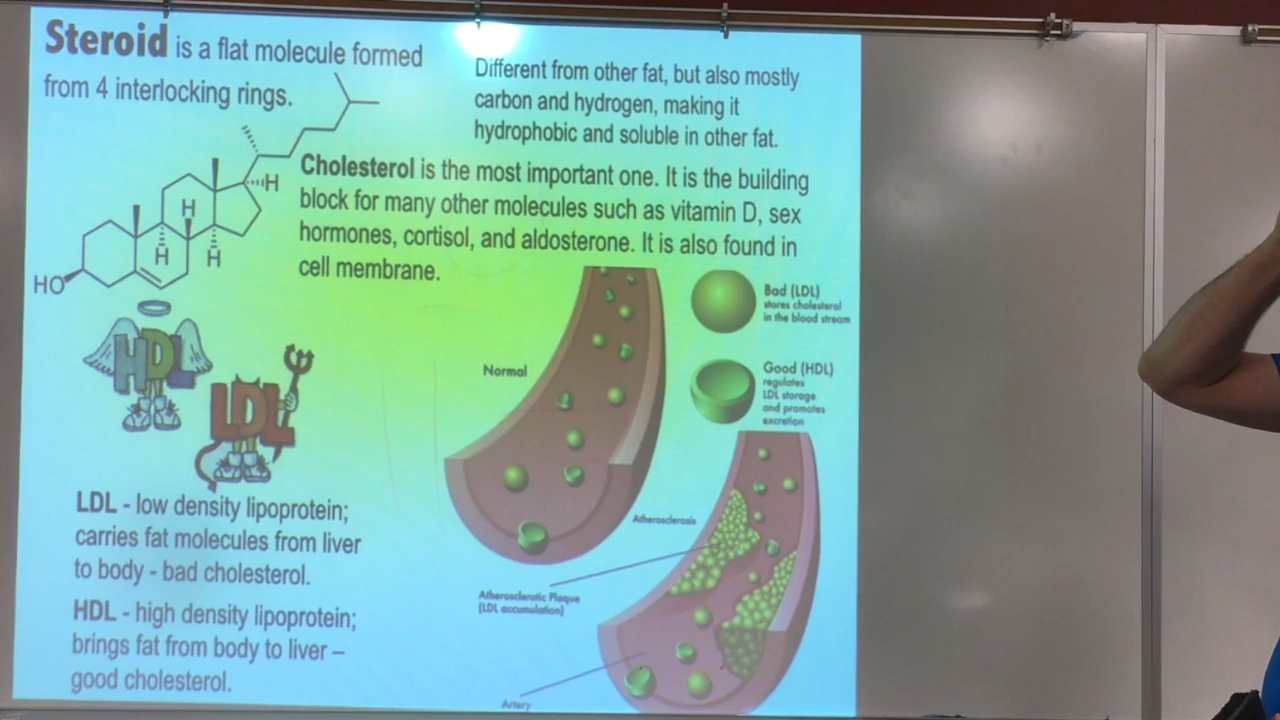 Steroid is a flat molecule formed
from 4 interlocking rings.
Different from other fat, but also mostly
carbon and hydrogen, making it
hydrophobic and soluble in other fat.
Cholesterol is the most important one. It is the building
block for many other molecules such as vitamin D, sex
hormones, cortisol, and aldosterone. It is also found in
cell membrane.
H
H
H
H
HO
HDL
LDL
LDL - low density lipoprotein;
carries fat molecules from liver
to body - bad cholesterol.
HDL - high density lipoprotein;
brings fat from body to liver –
good cholesterol.
Normal
Bad (LDL)
stores cholesterol
in the blood stream
Good (HDL)
regulates
LDL storage
and promotes
excretion
Atherosclerosis
Atherosclerotic Plaque
(LDL accumulation)
Artery